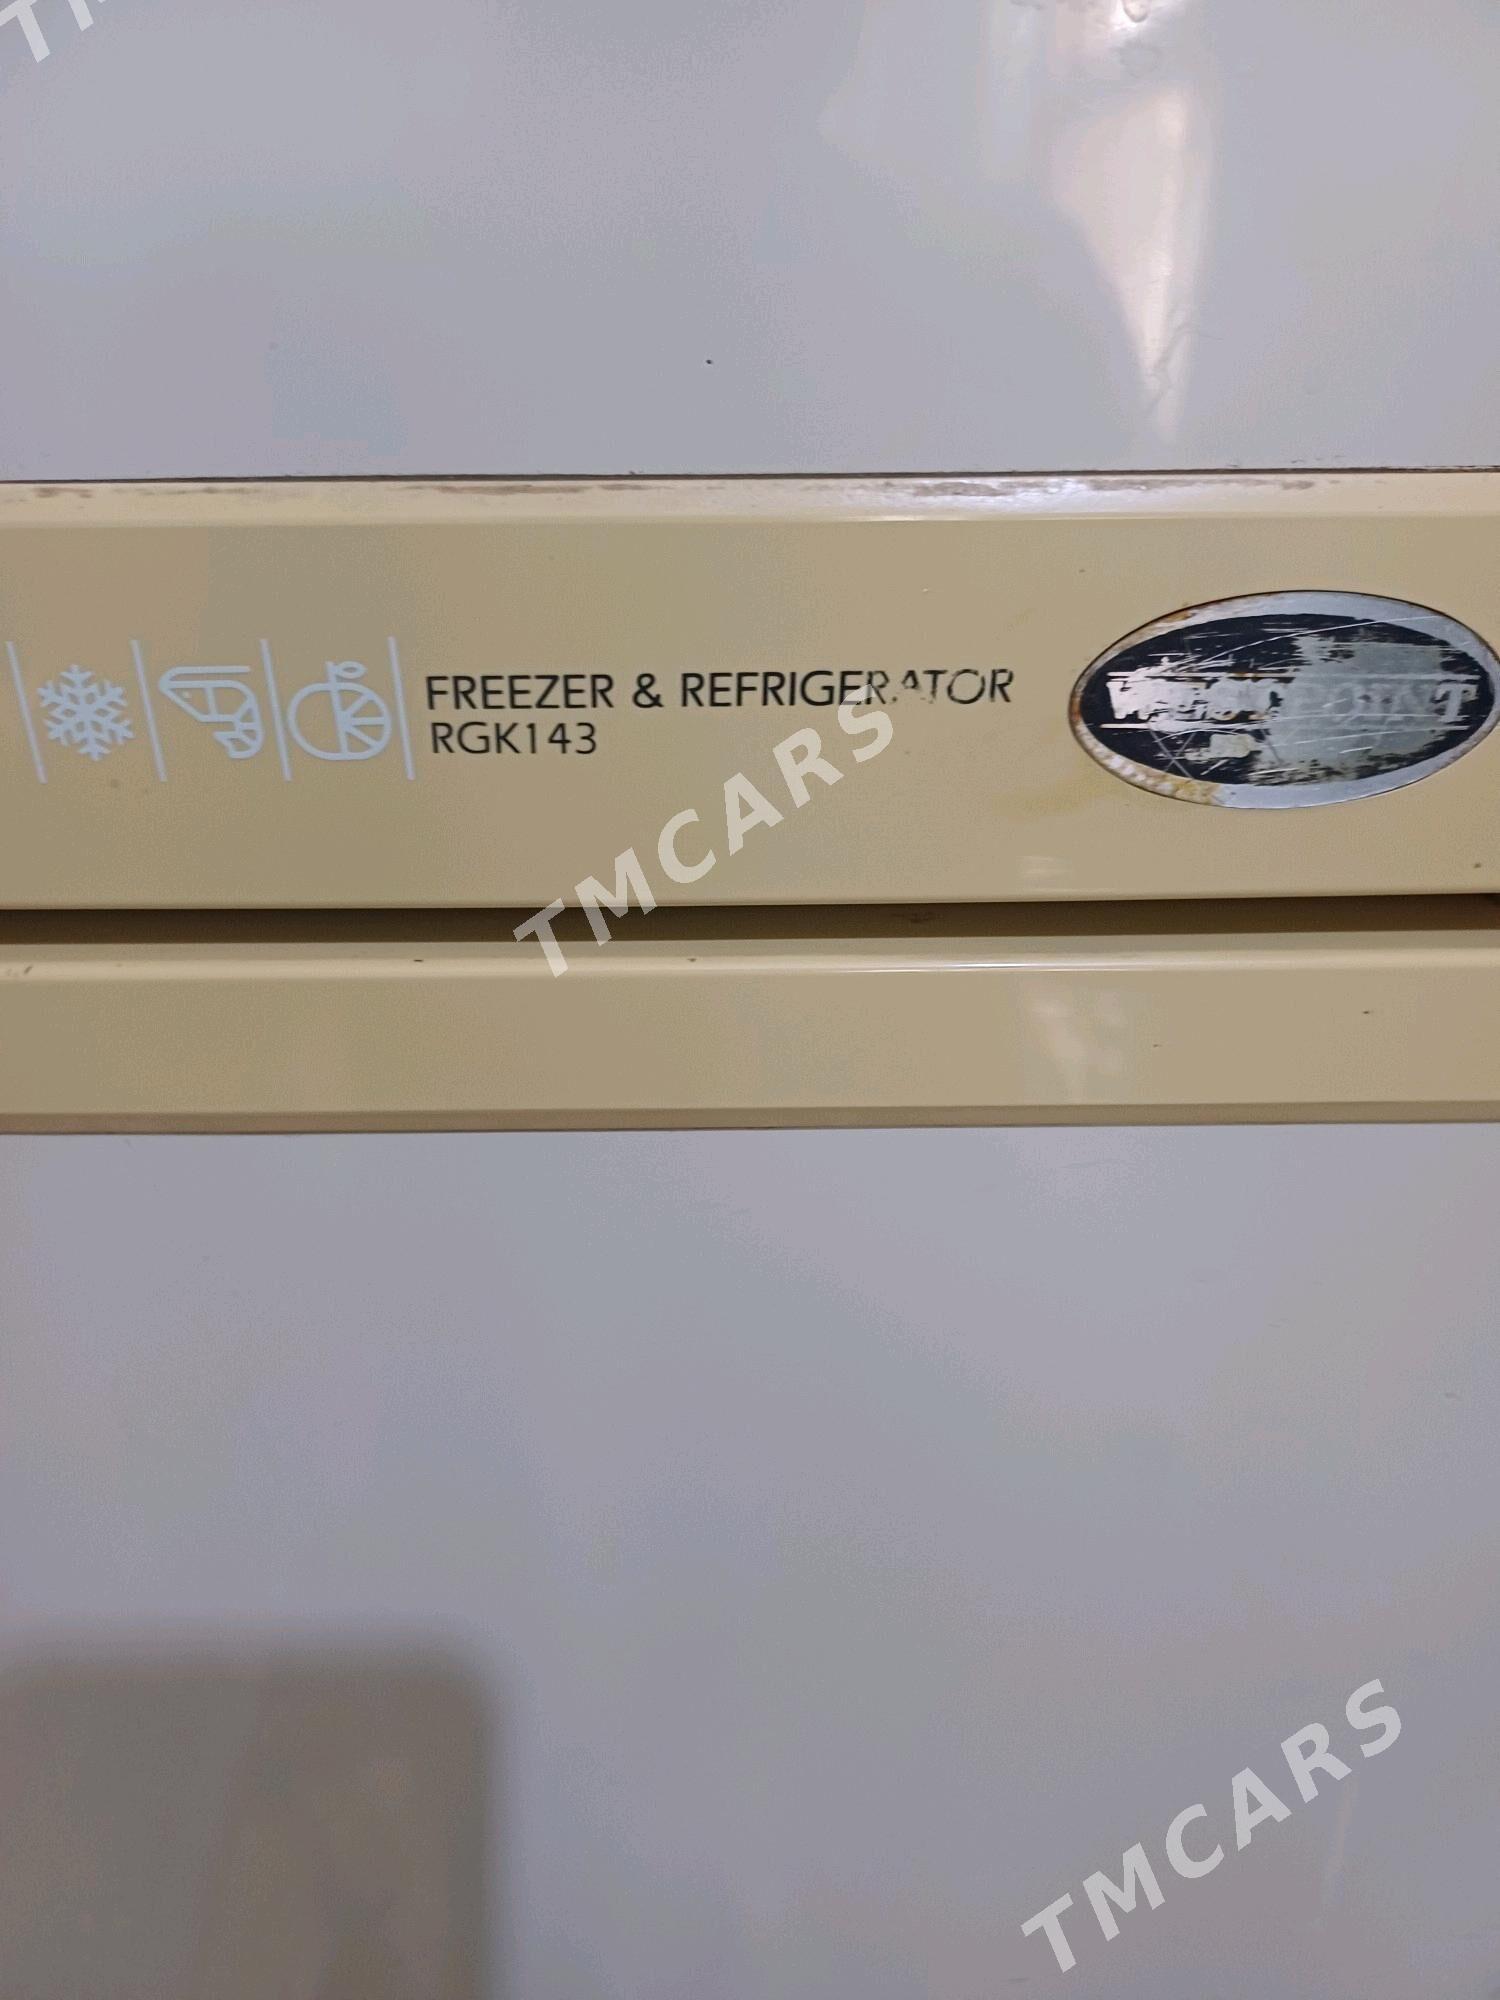 FREEZER & REFRIGERATOR
RGK143
TMCARS
TMCARS